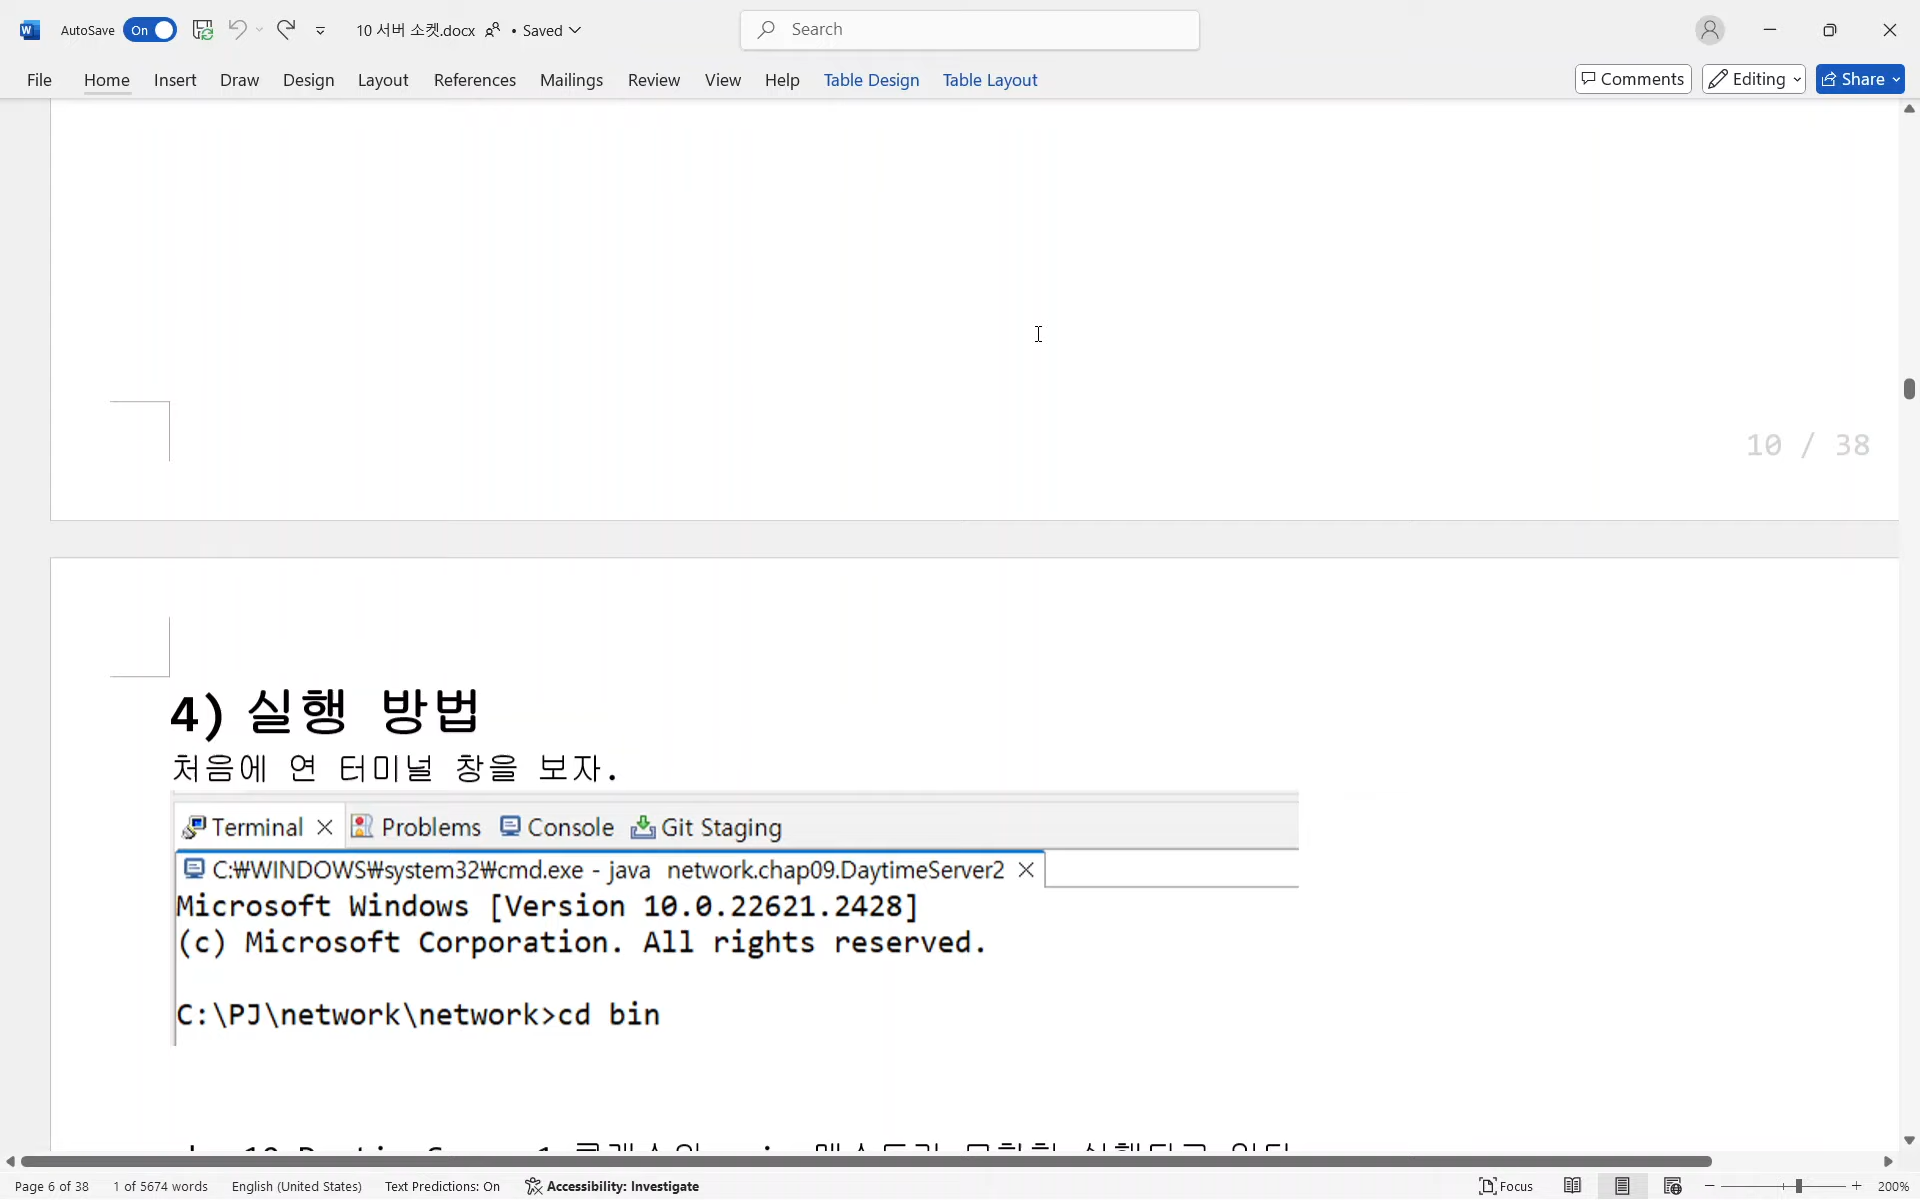 AutoSave On 10 서버 소켓.docx • Saved Search
File Home Insert Draw Design Layout References Mailings Review View Help Table Design Table Layout Comments Editing Share
10 / 38
4) 실행 방법
처음에 연 터미널 창을 보자.
Terminal Problems Console Git Staging
C:₩WINDOWS₩system32₩cmd.exe - java network.chap09.DaytimeServer2
Microsoft Windows [Version 10.0.22621.2428]
(c) Microsoft Corporation. All rights reserved.
C:\PJ\network\network>cd bin
Page 6 of 38 1 of 5674 words English (United States) Text Predictions: On Accessibility: Investigate Focus 200%